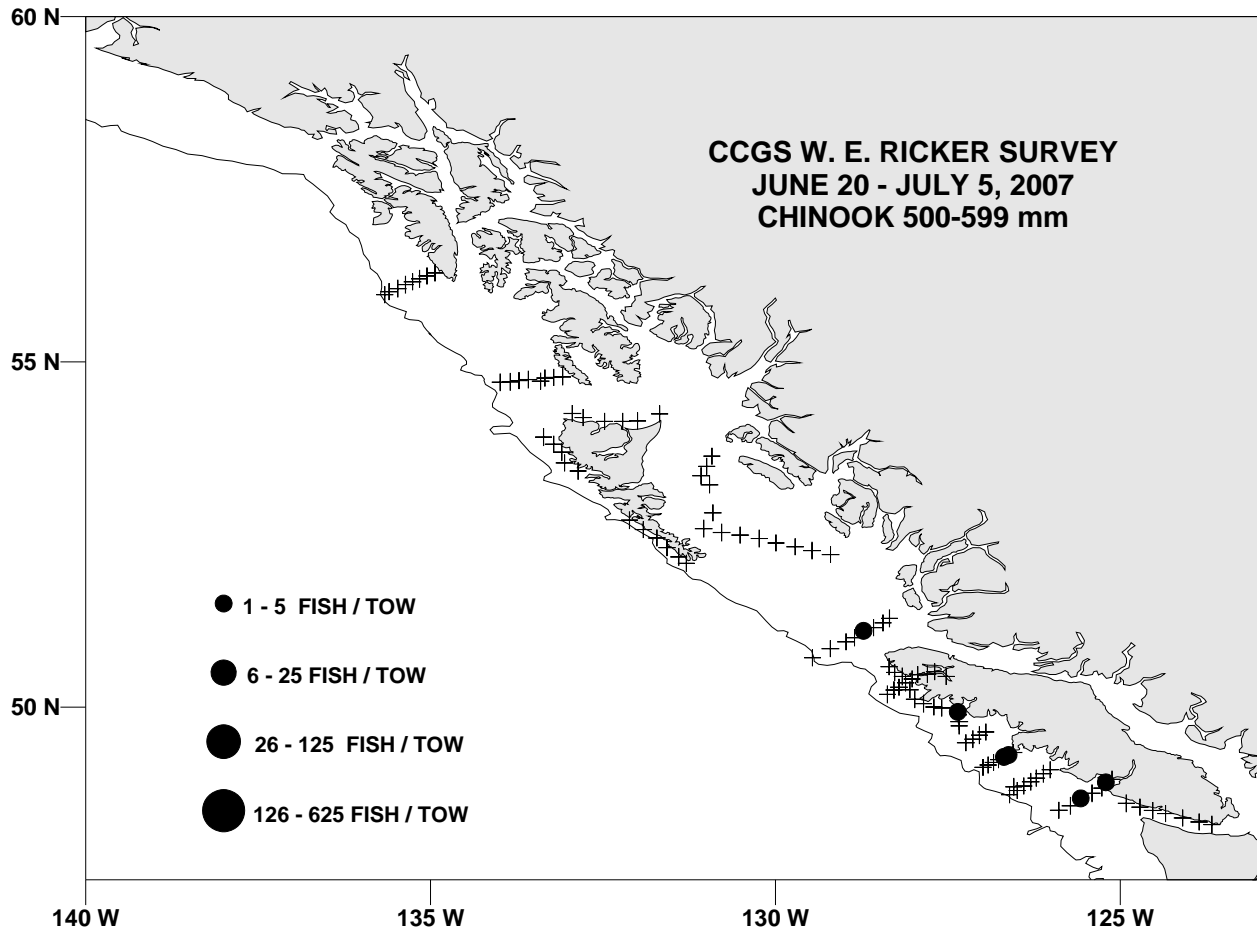 60 N
CCGS W. E. RICKER SURVEY
JUNE 20 - JULY 5, 2007
CHINOOK 500-599 mm
55 N
1 - 5 FISH / TOW
6 - 25 FISH / TOW
50 N
26 - 125 FISH / TOW
126 - 625 FISH / TOW
140 W
135 W
130 W
125 W